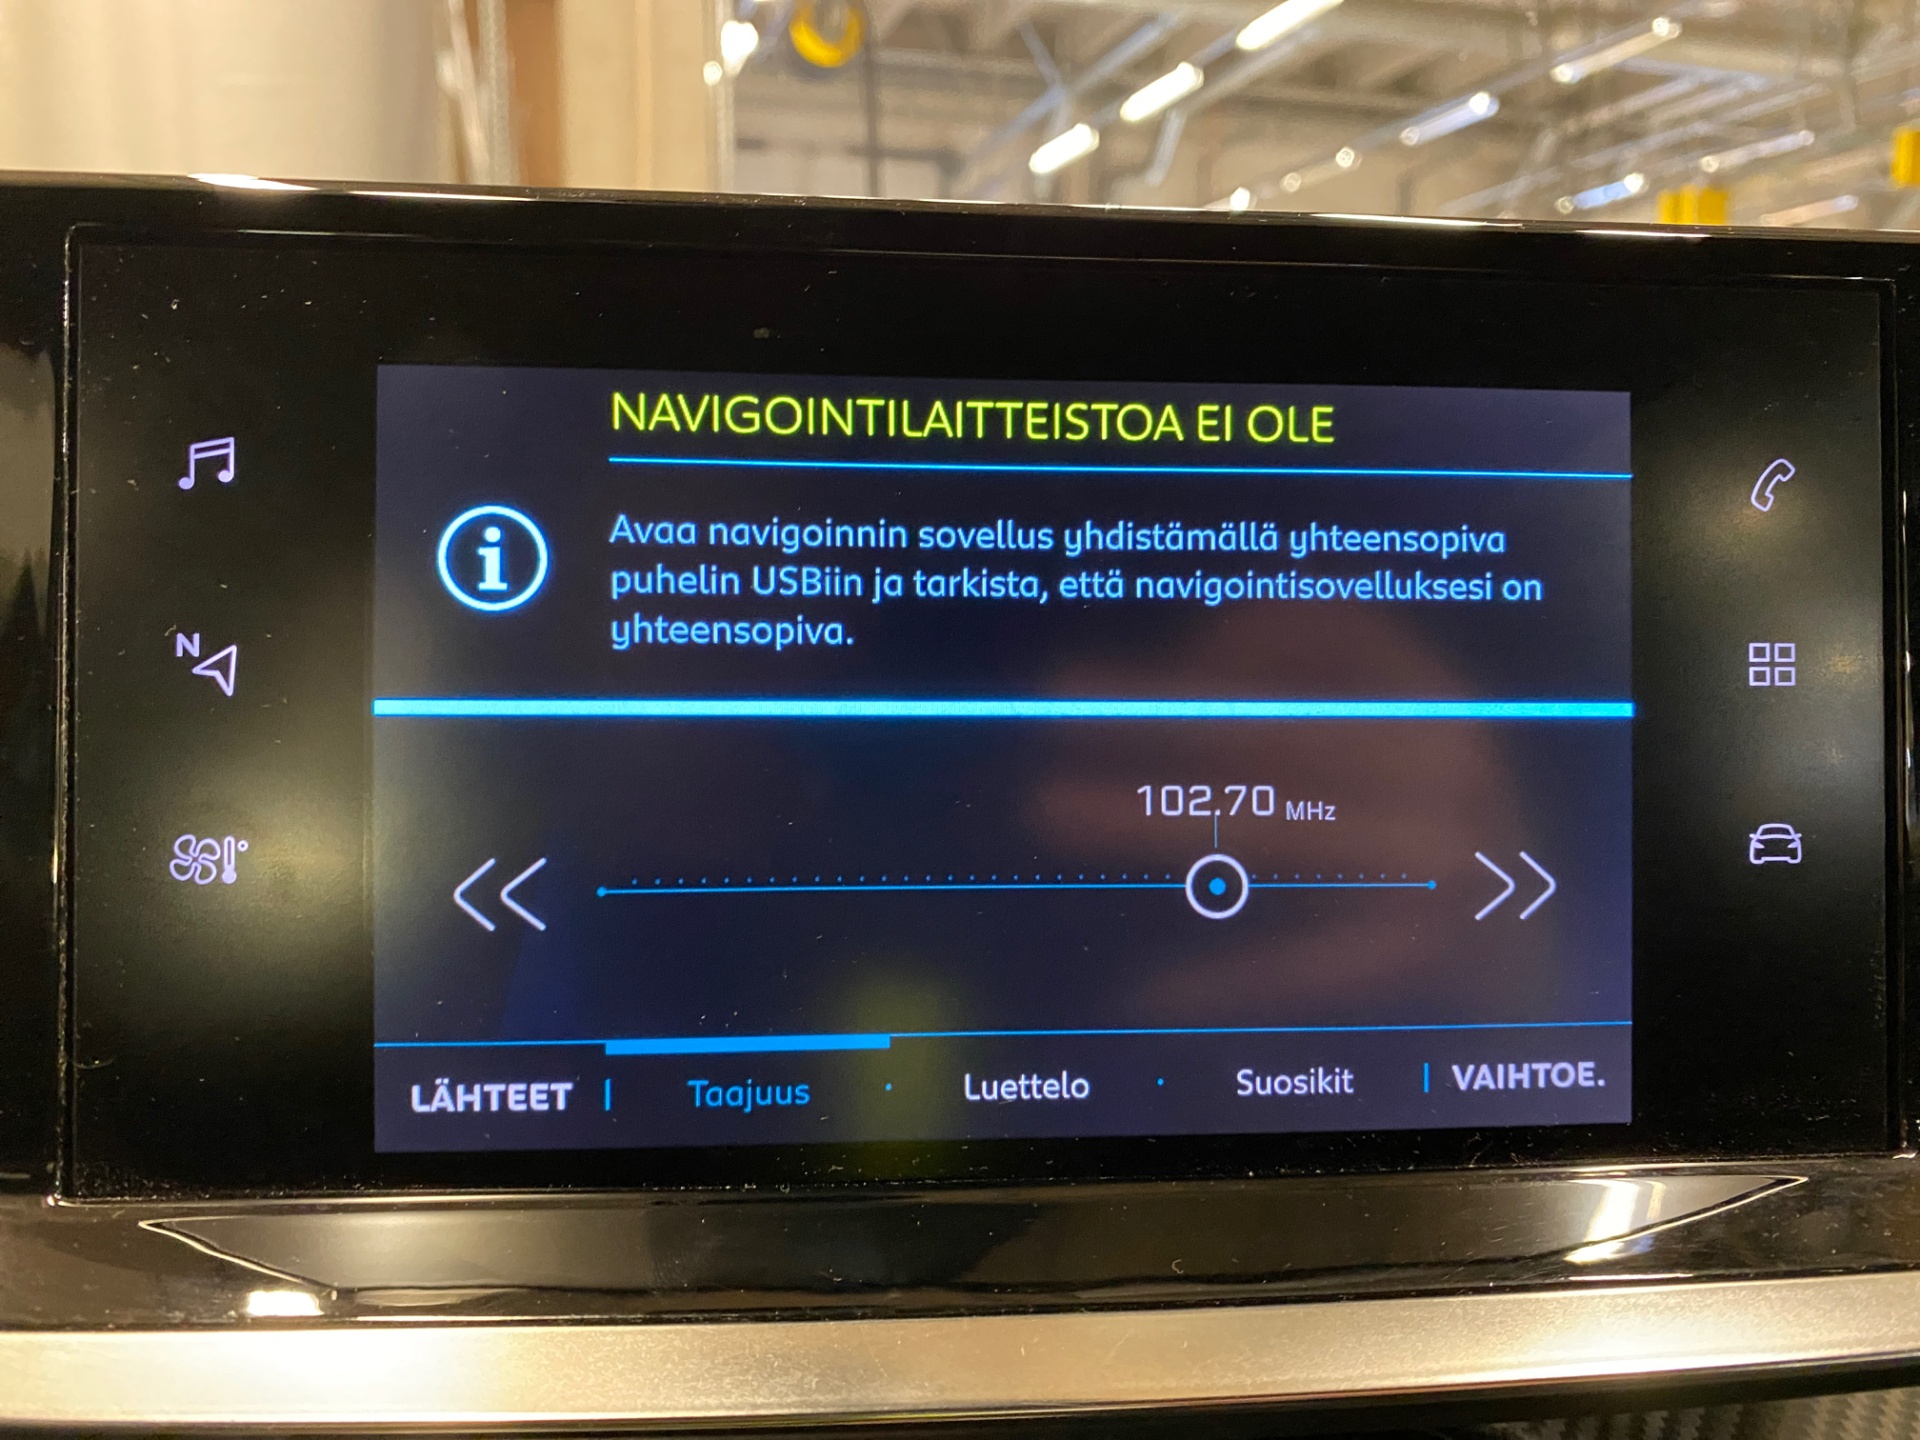 NAVIGOINTILAITTEISTOA EI OLE
Avaa navigoinnin sovellus yhdistämällä yhteensopiva
puhelin USBiin ja tarkista, että navigointisovelluksesi on
yhteensopiva.
N
102.70 MHz
LÄHTEET Taajuus Luettelo Suosikit VAIHTOE.